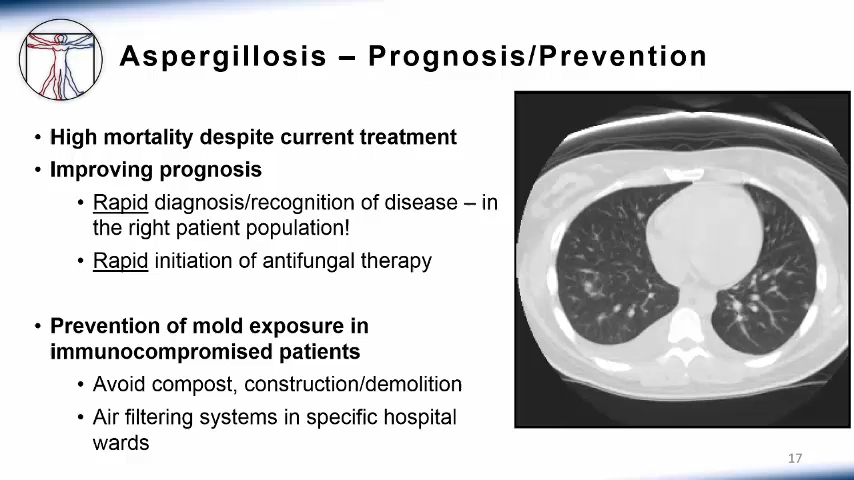 Aspergillosis – Prognosis/Prevention
• High mortality despite current treatment
• Improving prognosis
• Rapid diagnosis/recognition of disease – in
the right patient population!
• Rapid initiation of antifungal therapy
• Prevention of mold exposure in
immunocompromised patients
• Avoid compost, construction/demolition
• Air filtering systems in specific hospital
wards
17